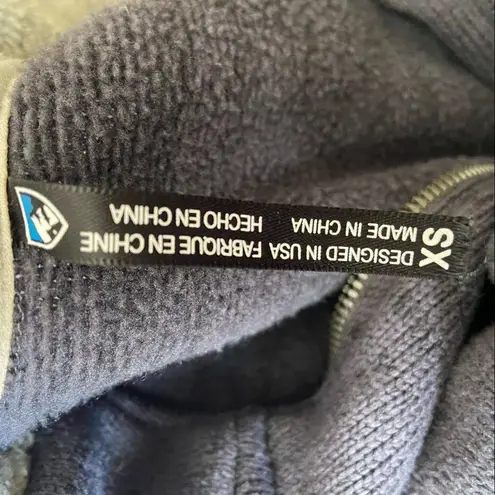 XS
DESIGNED IN USA FABRIQUE EN CHINE
MADE IN CHINA HECHO EN CHINA